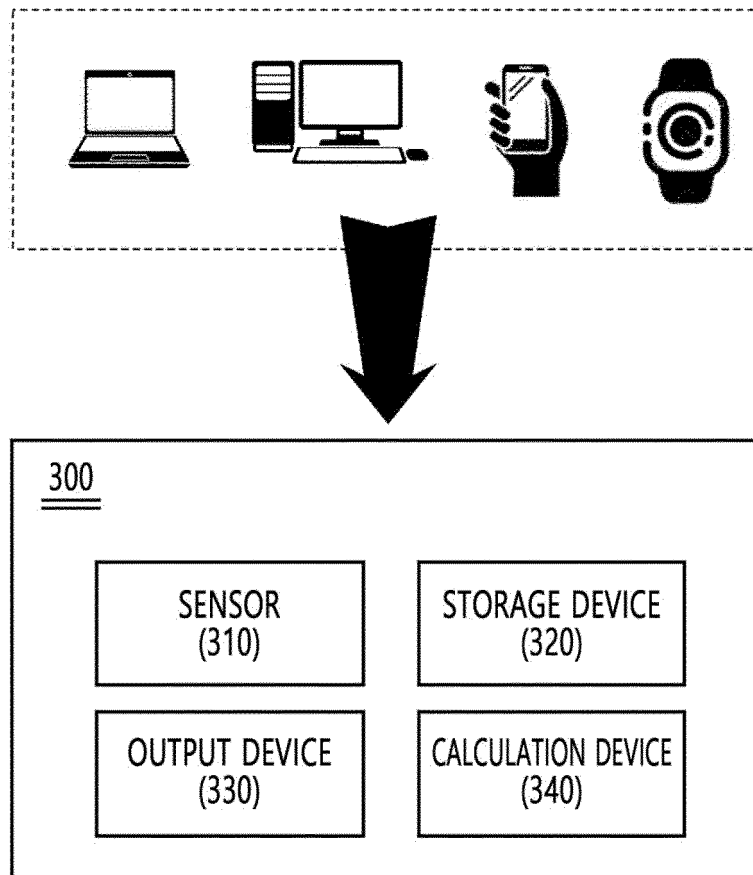 300
SENSOR
(310)
STORAGE DEVICE
(320)
OUTPUT DEVICE
(330)
CALCULATION DEVICE
(340)